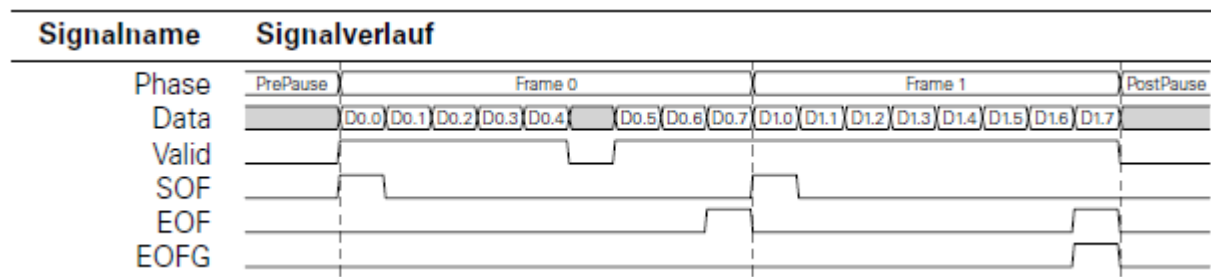 Signalname Signalverlauf
Phase PrePause Frame 0 Frame 1 PostPause
Data D0.0 D0.1 D0.2 D0.3 D0.4 D0.5 D0.6 D0.7 D1.0 D1.1 D1.2 D1.3 D1.4 D1.5 D1.6 D1.7
Valid
SOF
EOF
EOFG